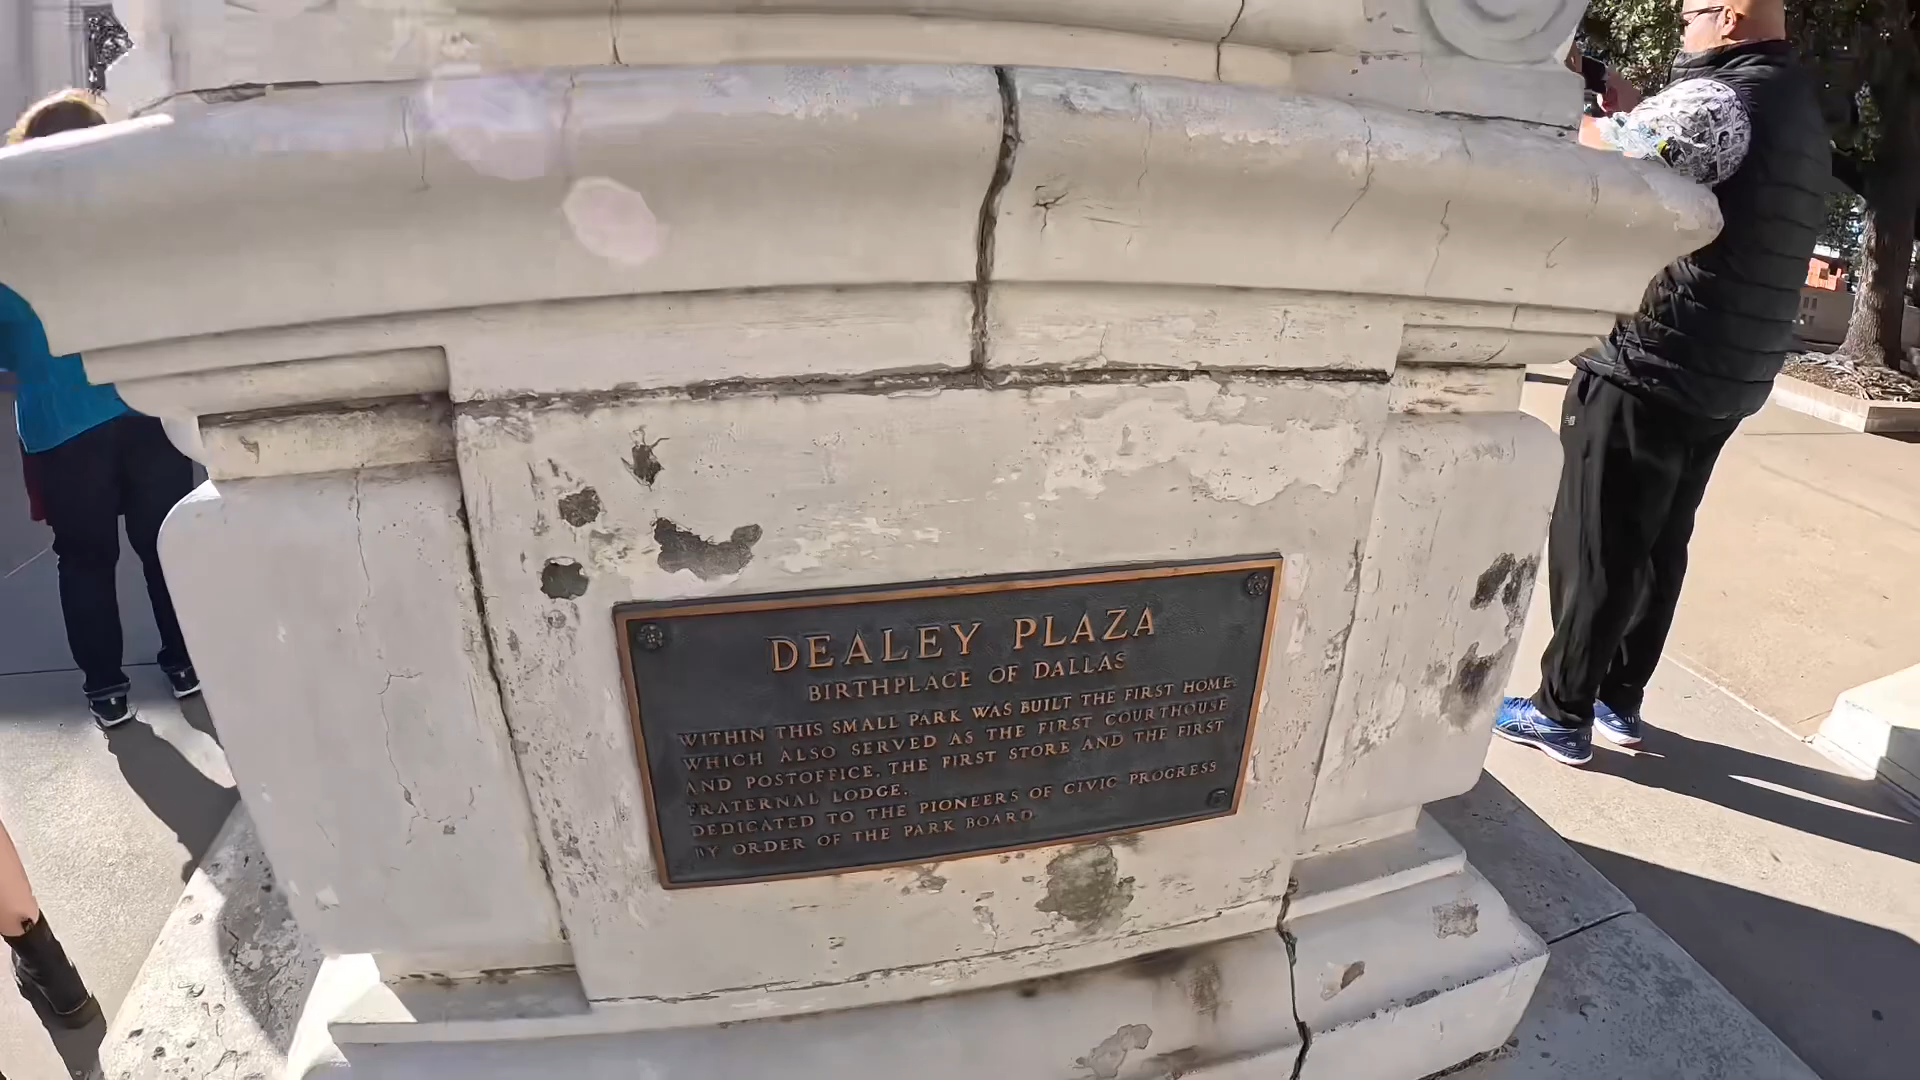 DEALEY PLAZA
BIRTHPLACE OF DALLAS
WITHIN THIS SMALL PARK WAS BUILT THE FIRST HOME.
WHICH ALSO SERVED AS THE FIRST COURTHOUSE
AND POSTOFFICE, THE FIRST STORE AND THE FIRST
FRATERNAL LODGE.
DEDICATED TO THE PIONEERS OF CIVIC PROGRESS
BY ORDER OF THE PARK BOARD